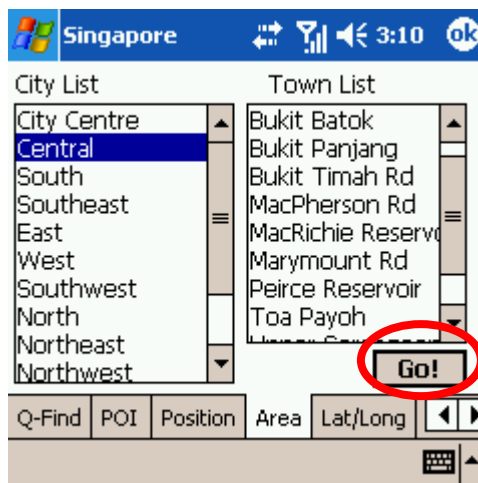 Singapore 3:10 ok
City List
Town List
City Centre
Central
South
Southeast
East
West
Southwest
North
Northeast
Northwest
Bukit Batok
Bukit Panjang
Bukit Timah Rd
MacPherson Rd
MacRichie Reservo
Marymount Rd
Peirce Reservoir
Toa Payoh
Go!
Q-Find POI Position Area Lat/Long